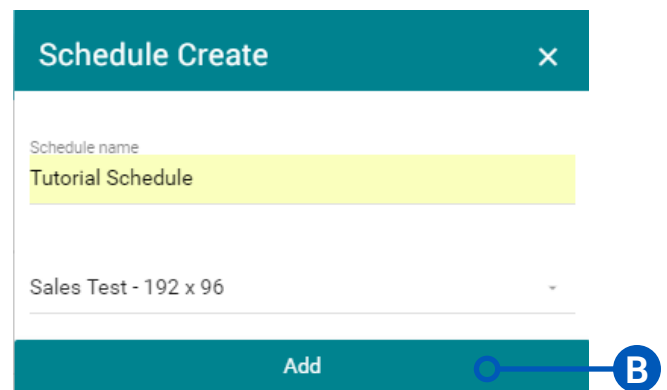 Schedule Create ×
Schedule name
Tutorial Schedule
Sales Test - 192 x 96
Add
B